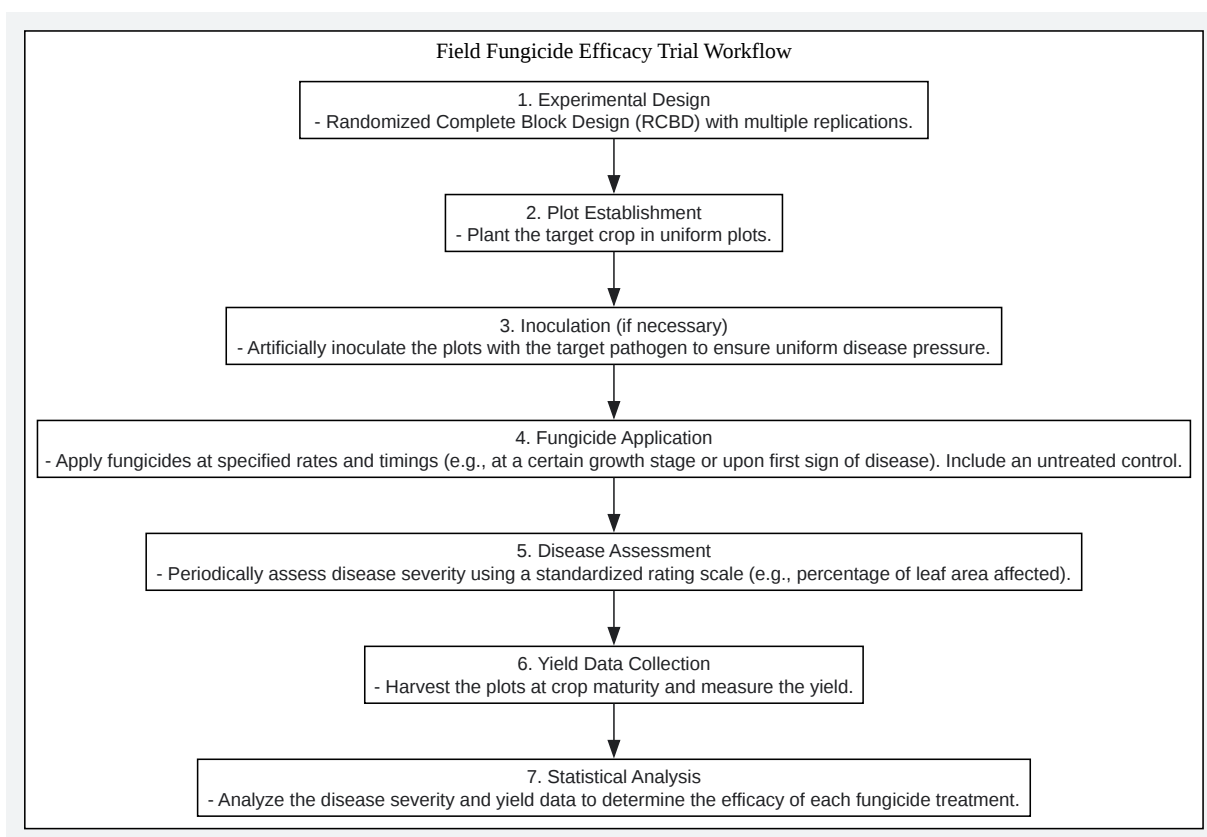 Field Fungicide Efficacy Trial Workflow
1. Experimental Design
- Randomized Complete Block Design (RCBD) with multiple replications.
2. Plot Establishment
- Plant the target crop in uniform plots.
3. Inoculation (if necessary)
- Artificially inoculate the plots with the target pathogen to ensure uniform disease pressure.
4. Fungicide Application
- Apply fungicides at specified rates and timings (e.g., at a certain growth stage or upon first sign of disease). Include an untreated control.
5. Disease Assessment
- Periodically assess disease severity using a standardized rating scale (e.g., percentage of leaf area affected).
6. Yield Data Collection
- Harvest the plots at crop maturity and measure the yield.
7. Statistical Analysis
- Analyze the disease severity and yield data to determine the efficacy of each fungicide treatment.